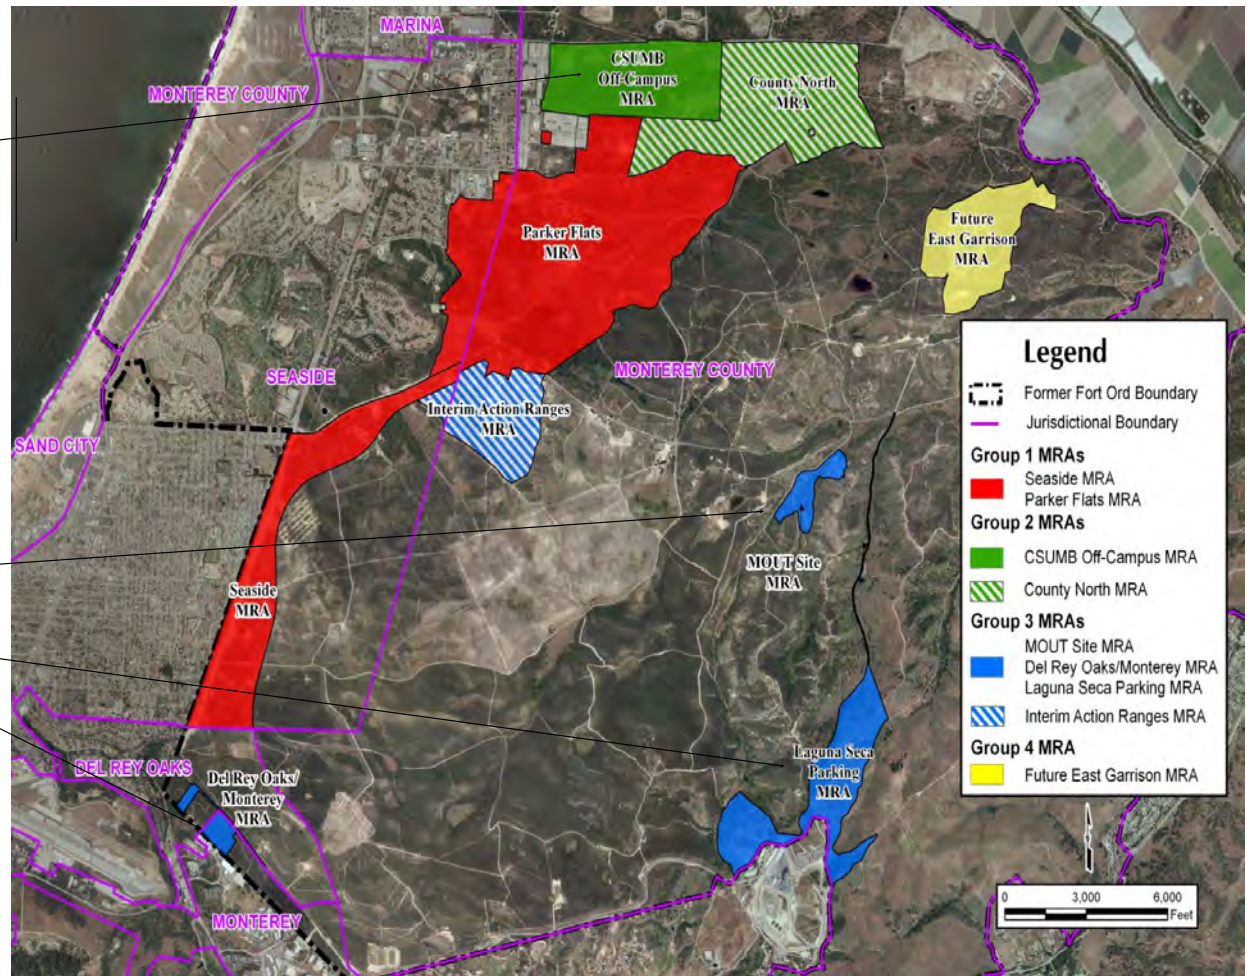 MARINA
MONTEREY COUNTY
CSUMB
Off-Campus
MRA
County North
MRA
Parker Flats
MRA
Future
East Garrison
MRA
SEASIDE
MONTEREY COUNTY
Interim Action Ranges
MRA
SAND CITY
MOUT Site
MRA
Seaside
MRA
DEL REY OAKS
Del Rey Oaks/
Monterey
MRA
Laguna Seca
Parking
MRA
MONTEREY
Legend
Former Fort Ord Boundary
Jurisdictional Boundary
Group 1 MRAs
Seaside MRA
Parker Flats MRA
Group 2 MRAs
CSUMB Off-Campus MRA
County North MRA
Group 3 MRAs
MOUT Site MRA
Del Rey Oaks/Monterey MRA
Laguna Seca Parking MRA
Interim Action Ranges MRA
Group 4 MRA
Future East Garrison MRA
0 3,000 6,000
Feet